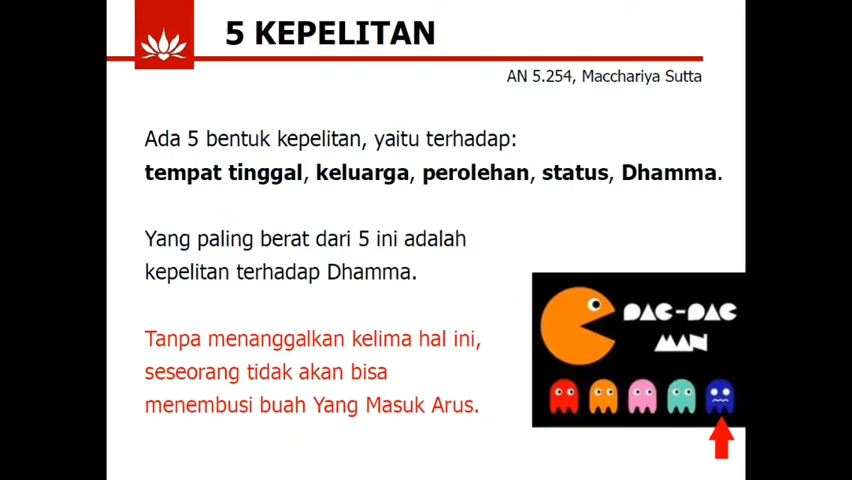 5 KEPELITAN
AN 5.254, Macchariya Sutta
Ada 5 bentuk kepelitan, yaitu terhadap:
tempat tinggal, keluarga, perolehan, status, Dhamma.
Yang paling berat dari 5 ini adalah
kepelitan terhadap Dhamma.
Tanpa menanggalkan kelima hal ini,
seseorang tidak akan bisa
menembusi buah Yang Masuk Arus.
PAC-PAC
MAN